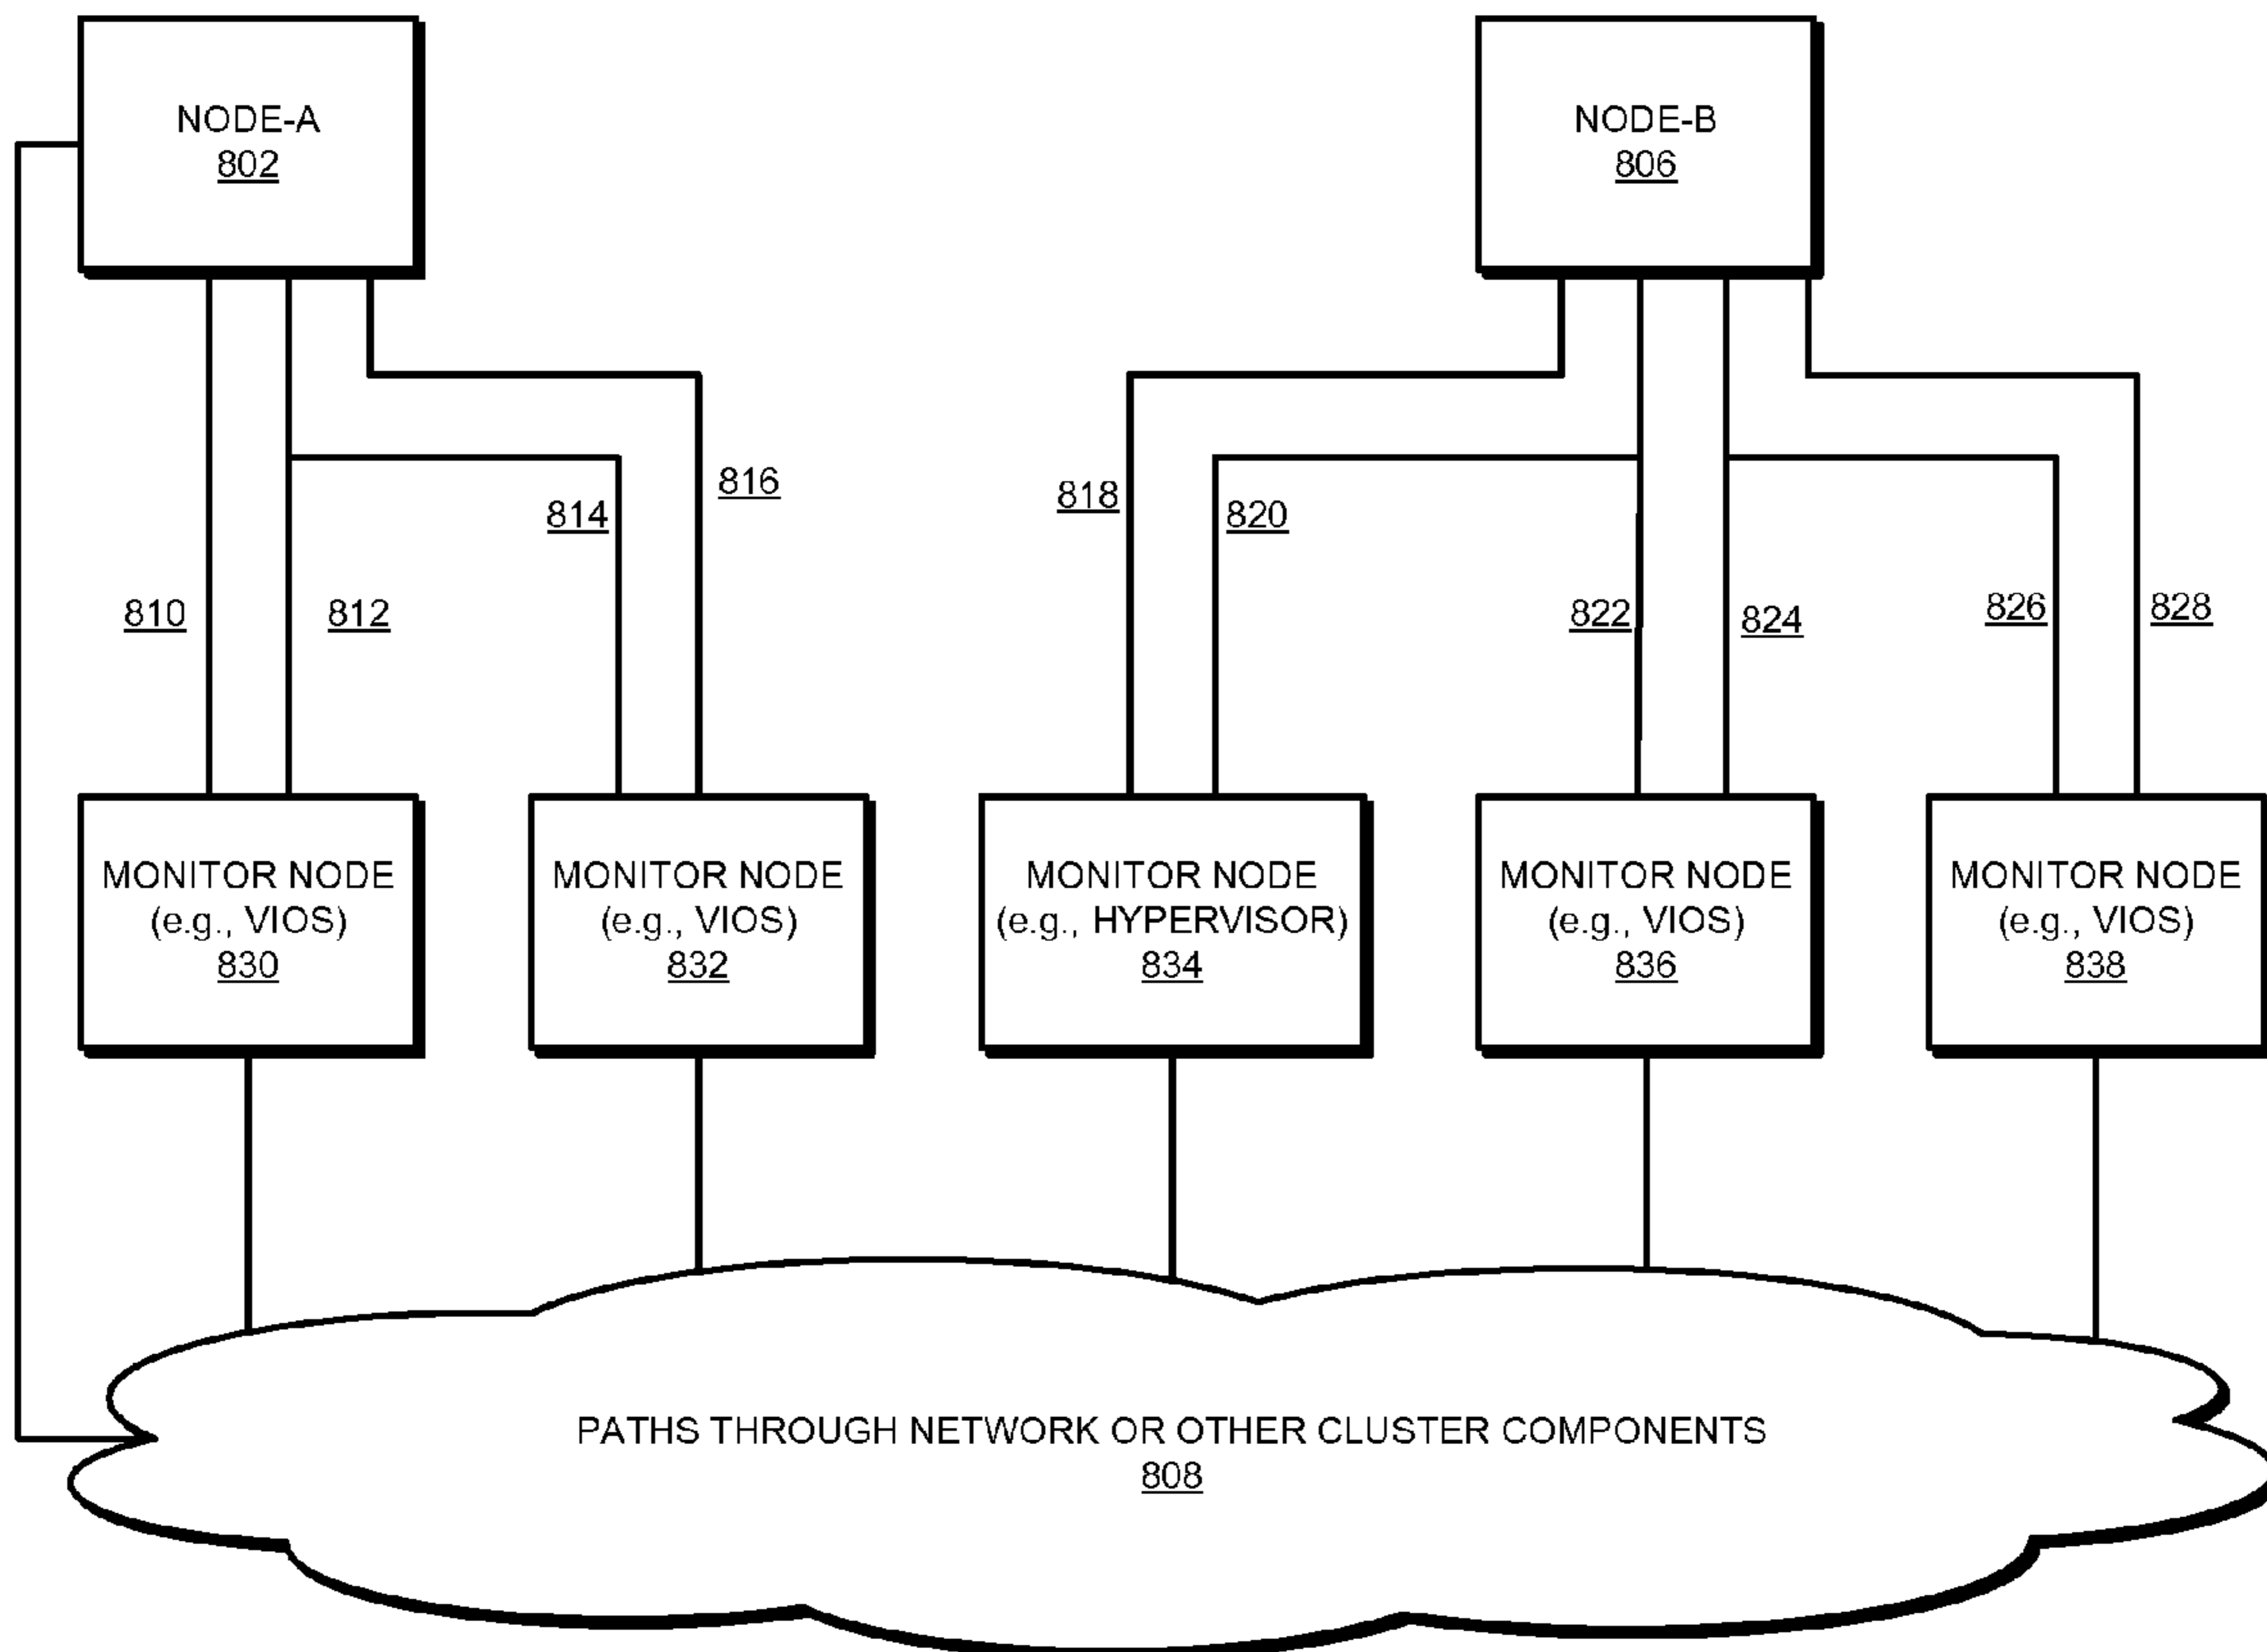 NODE-A
802
NODE-B
806
816
818
814
820
810
812
822
824
826
828
MONITOR NODE
(e.g., VIOS)
830
MONITOR NODE
(e.g., VIOS)
832
MONITOR NODE
(e.g., HYPERVISOR)
834
MONITOR NODE
(e.g., VIOS)
836
MONITOR NODE
(e.g., VIOS)
838
PATHS THROUGH NETWORK OR OTHER CLUSTER COMPONENTS
808